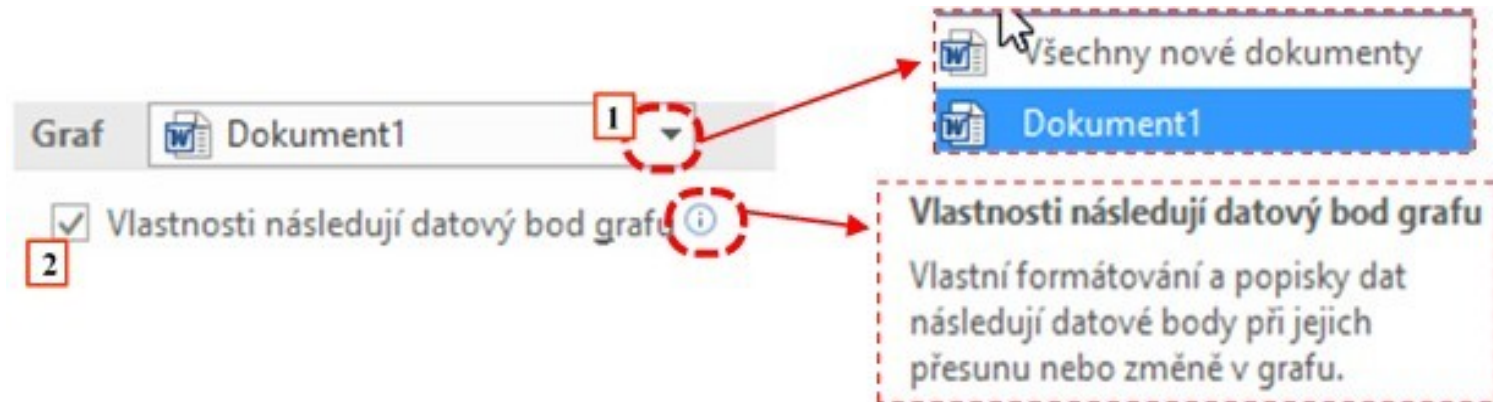 Všechny nové dokumenty
Dokument1
Graf Dokument1 1
Vlastnosti následují datový bod grafu
2
Vlastnosti následují datový bod grafu
Vlastní formátování a popisky dat
následují datové body při jejich
přesunu nebo změně v grafu.